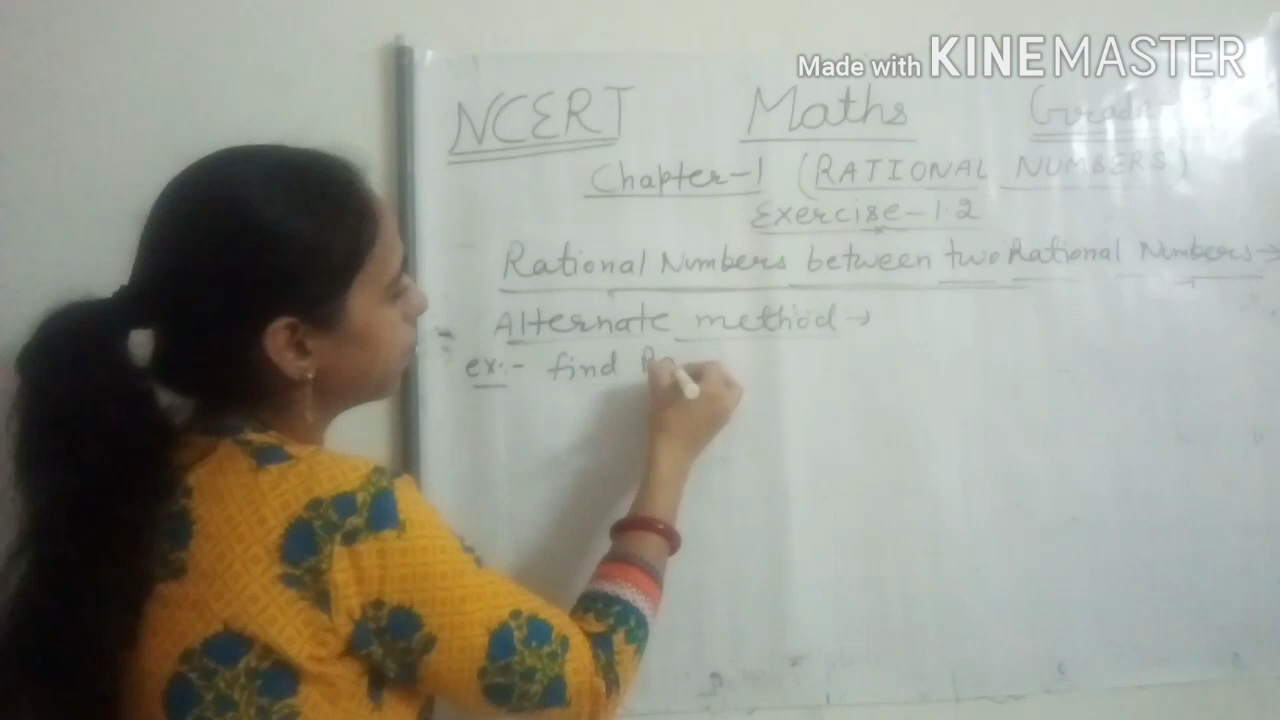 Made with KINEMASTER
NCERT Maths
Chapter-1 (RATIONAL NUMBERS)
Exercise-1.2
Rational Numbers between two Rational Numbers→
Alternate method→
ex:- find